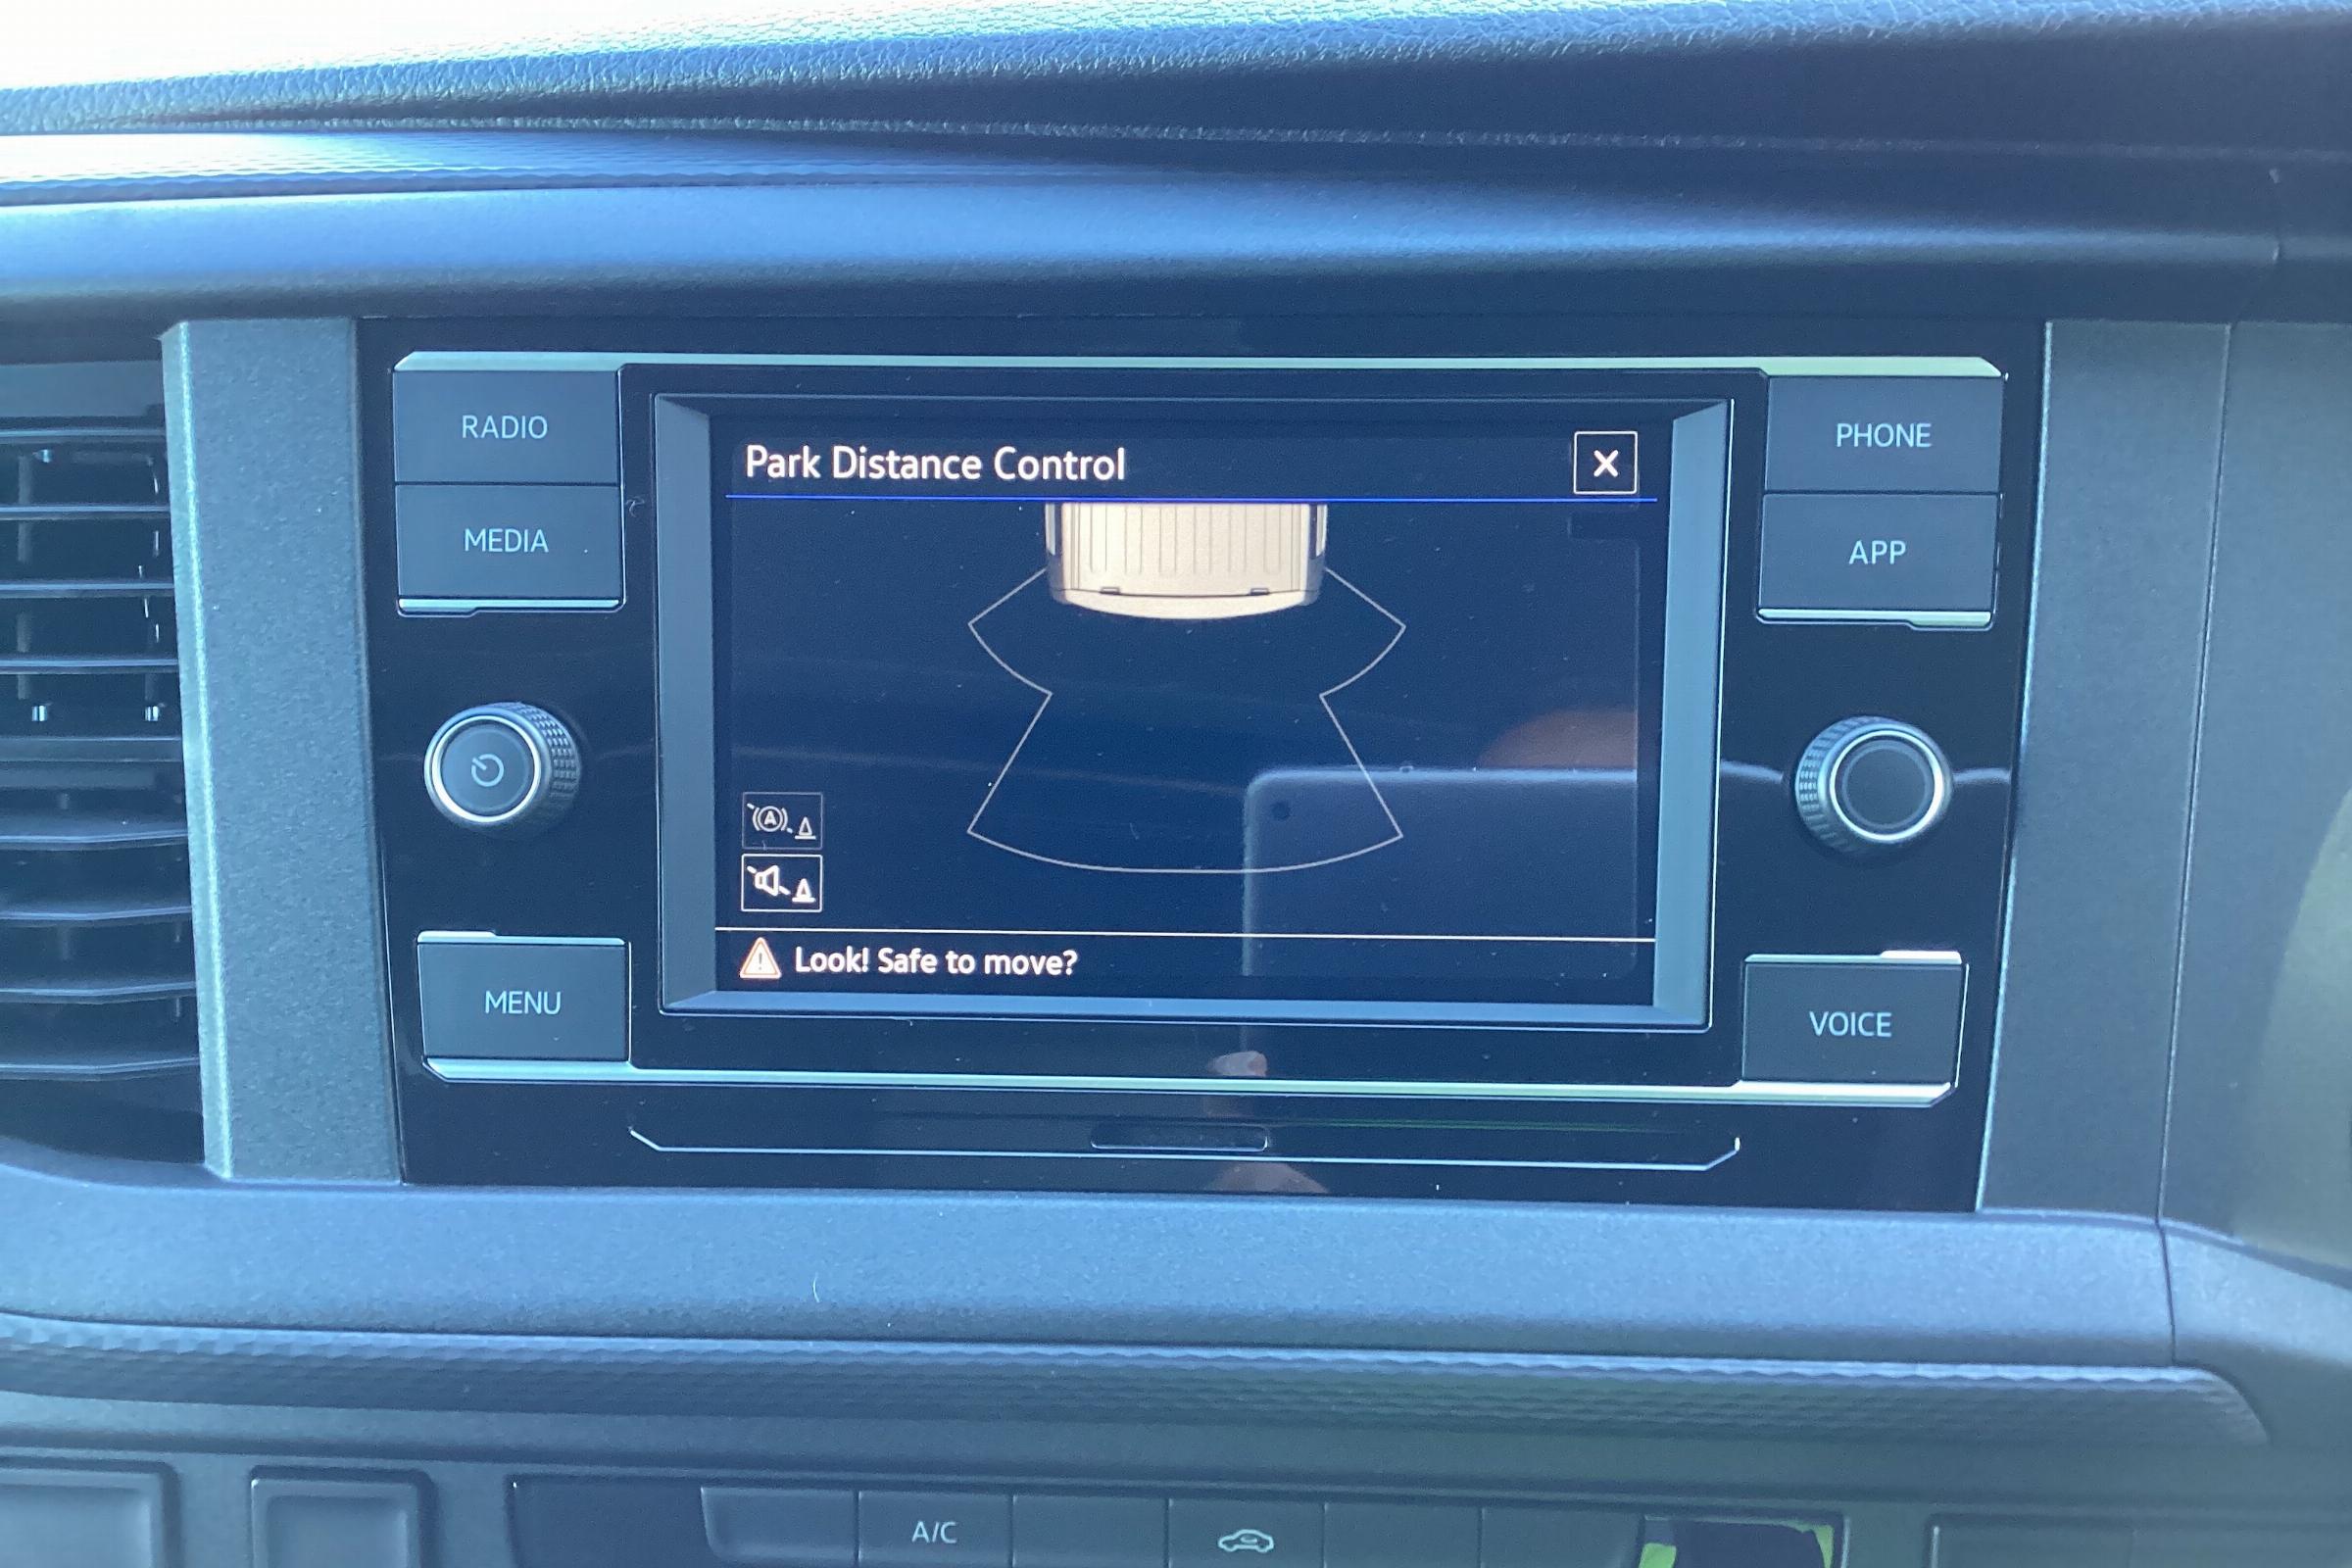 RADIO
MEDIA
MENU
Park Distance Control
Look! Safe to move?
PHONE
APP
VOICE
A/C